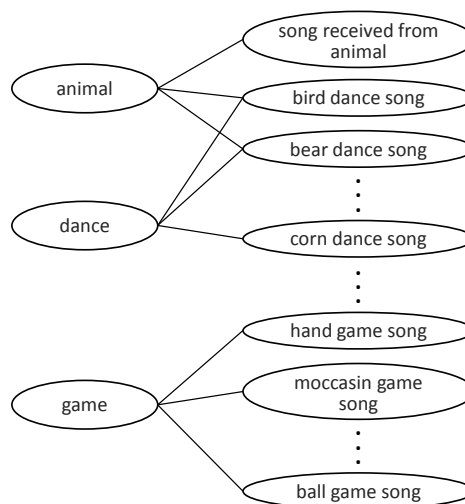 song received from
animal
animal
bird dance song
bear dance song
dance
corn dance song
hand game song
moccasin game
song
game
ball game song